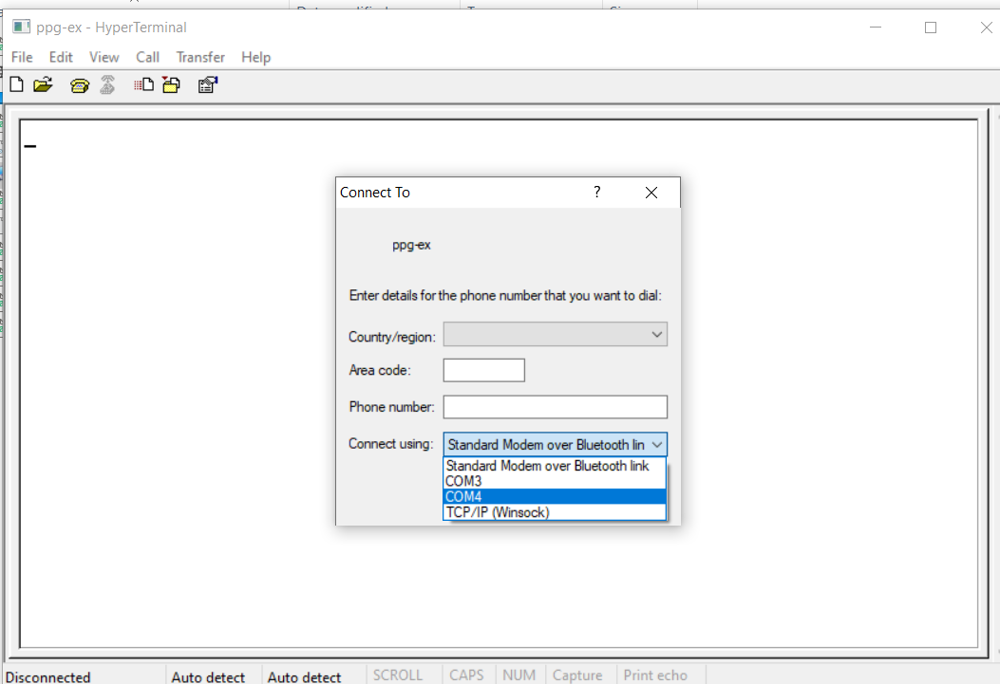 ppg-ex - HyperTerminal
File Edit View Call Transfer Help
Connect To ?
ppg-ex
Enter details for the phone number that you want to dial:
Country/region:
Area code:
Phone number:
Connect using: Standard Modem over Bluetooth lin
Standard Modem over Bluetooth link
COM3
COM4
TCP/IP (Winsock)
Disconnected Auto detect Auto detect SCROLL CAPS NUM Capture Print echo